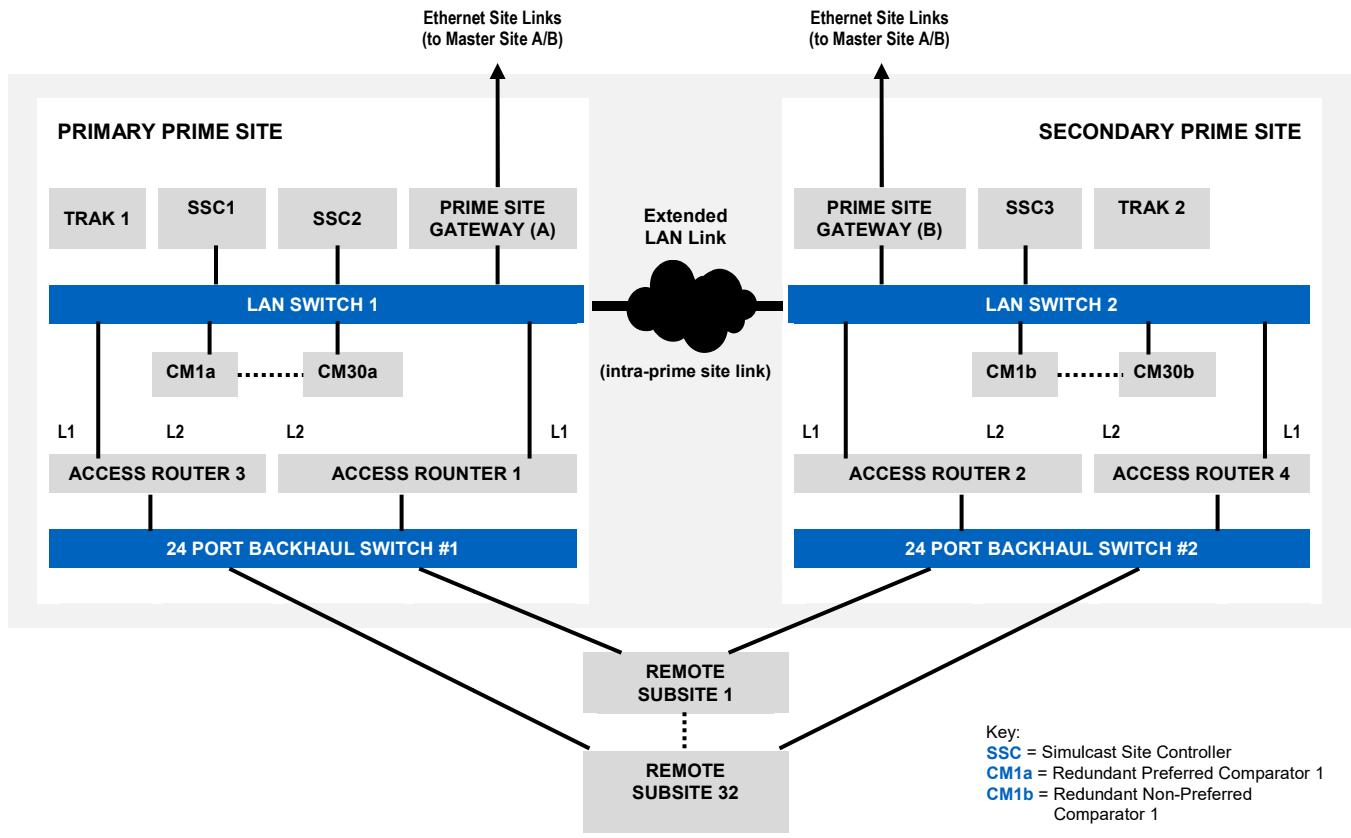 Ethernet Site Links
(to Master Site A/B)
Ethernet Site Links
(to Master Site A/B)
PRIMARY PRIME SITE
SECONDARY PRIME SITE
TRAK 1
SSC1
SSC2
PRIME SITE
GATEWAY (A)
Extended
LAN Link
PRIME SITE
GATEWAY (B)
SSC3
TRAK 2
LAN SWITCH 1
LAN SWITCH 2
CM1a
CM30a
(intra-prime site link)
CM1b
CM30b
L1
L2
L2
L1
L1
L2
L2
L1
ACCESS ROUTER 3
ACCESS ROUNTER 1
ACCESS ROUTER 2
ACCESS ROUTER 4
24 PORT BACKHAUL SWITCH #1
24 PORT BACKHAUL SWITCH #2
REMOTE
SUBSITE 1
REMOTE
SUBSITE 32
Key:
SSC = Simulcast Site Controller
CM1a = Redundant Preferred Comparator 1
CM1b = Redundant Non-Preferred
Comparator 1